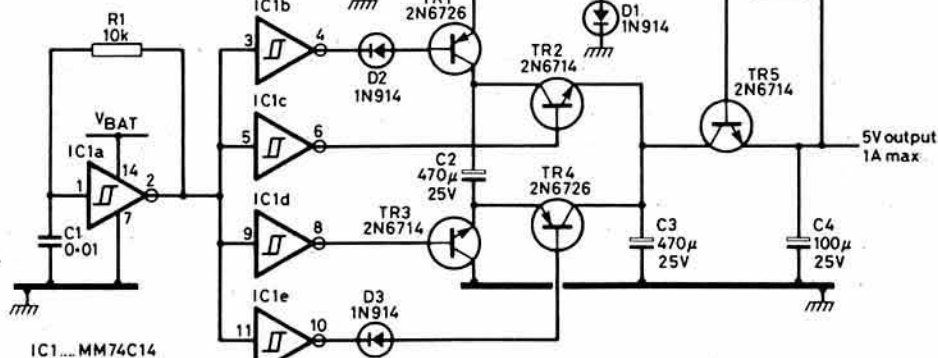 IC1b
2N6726
D1
1N914
R1
10k
3
4
D2
1N914
TR2
2N6714
TR5
2N6714
VBAT
IC1a
14
1
2
7
IC1c
5
6
5V output
1A max
C2
470μ
25V
TR4
2N6726
C1
0·01
IC1d
9
8
TR3
2N6714
C3
470μ
25V
C4
100μ
25V
IC1e
11
10
D3
1N914
IC1....MM74C14